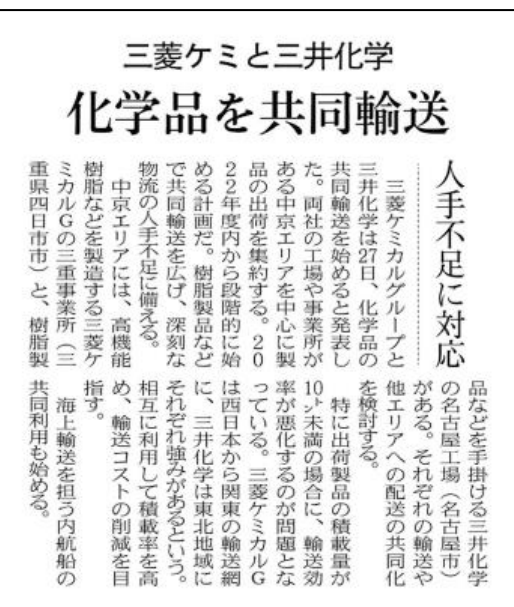 三菱ケミと三井化学
化学品を共同輸送
人手不足に対応
三菱ケミカルグループと
三井化学は27日、化学品の
共同輸送を始めると発表し
た。両社の工場や事業所が
ある中京エリアを中心に製
品の出荷を集約する。20
22年度内から段階的に始
める計画だ。樹脂製品など
で共同輸送を広げ、深刻な
物流の人手不足に備える。
中京エリアには、高機能
樹脂などを製造する三菱ケ
ミカルGの三重事業所（三
重県四日市市）と、樹脂製
品などを手掛ける三井化学
の名古屋工場（名古屋市）
がある。それぞれの輸送や
他エリアへの配送の共同化
を検討する。
特に出荷製品の積載量が
10㌧未満の場合に、輸送効
率が悪化するのが問題とな
っている。三菱ケミカルG
は西日本から関東の輸送網
に、三井化学は東北地域に
それぞれ強みがあるという。
相互に利用して積載率を高
め、輸送コストの削減を目
指す。
海上輸送を担う内航船の
共同利用も始める。